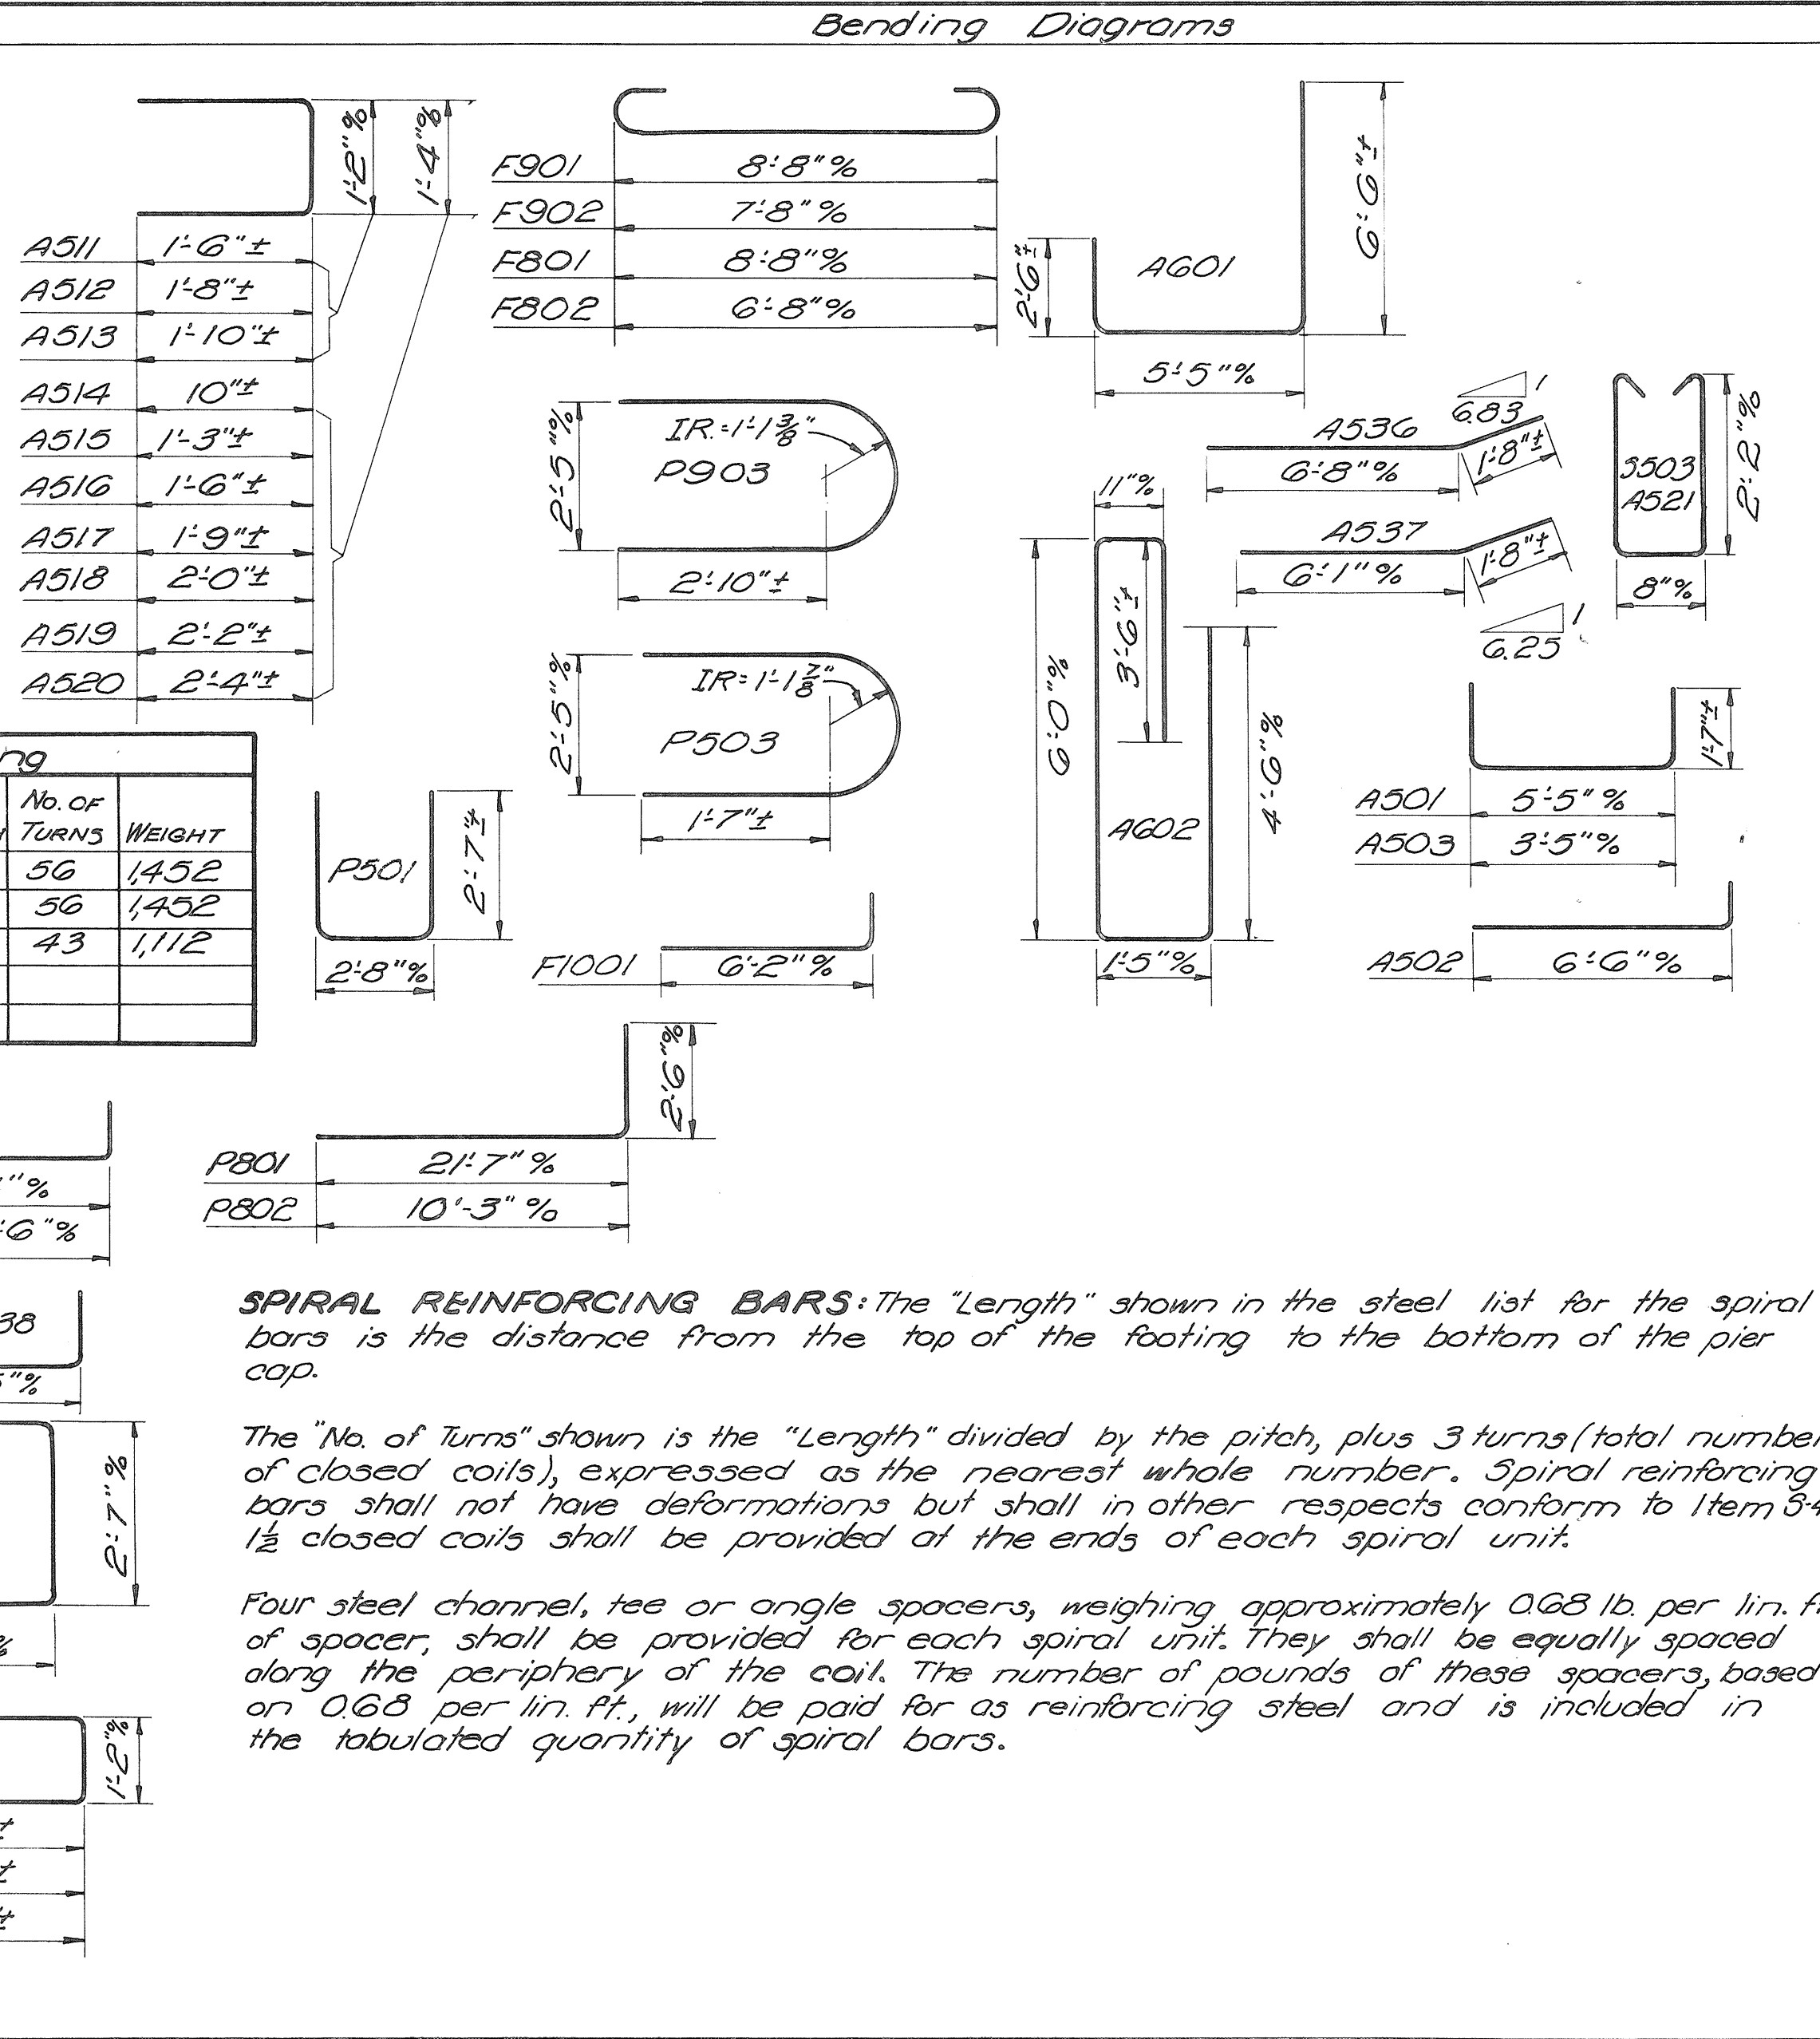 Bending Diagrams
1'-2" %
1'-4" %
A511 1'-6" ±
A512 1'-8" ±
A513 1'-10" ±
A514 10" ±
A515 1'-3" ±
A516 1'-6" ±
A517 1'-9" ±
A518 2'-0" ±
A519 2'-2" ±
A520 2'-4" ±
F901 8'-8" %
F902 7'-8" %
F801 8'-8" %
F802 6'-8" %
A601
2'-6" ±
6'-0" ±
5'-5" %
2'-5" %
IR.=1'-1 3/8"
P903
2'-10" ±
2'-5" %
IR=1'-1 7/8"
P503
1'-7" ±
A536
6.83
1
6'-8" %
1'-8" ±
A537
6'-1" %
1'-8" ±
1
6.25
S503
A521
2'-2" %
8" %
11" %
3'-6" ±
6'-0" %
4'-6" %
A602
1'-5" %
1'-7" ±
A501 5'-5" %
A503 3'-5" %
A502 6'-6" %
ng
No. OF
TURNS WEIGHT
56 1,452
56 1,452
43 1,112
P501
2'-7" ±
2'-8" %
F1001 6'-2" %
2'-6" %
P801 21'-7" %
P802 10'-3" %
" %
6" %
38
5" %
2'-7" %
%
1'-2" %
±
±
±
SPIRAL REINFORCING BARS: The "Length" shown in the steel list for the spiral
bars is the distance from the top of the footing to the bottom of the pier
cap.
The "No. of Turns" shown is the "Length" divided by the pitch, plus 3 turns (total number
of closed coils), expressed as the nearest whole number. Spiral reinforcing
bars shall not have deformations but shall in other respects conform to Item S-4
1½ closed coils shall be provided at the ends of each spiral unit.
Four steel channel, tee or angle spacers, weighing approximately 0.68 lb. per lin. ft
of spacer, shall be provided for each spiral unit. They shall be equally spaced
along the periphery of the coil. The number of pounds of these spacers, based
on 0.68 per lin. ft., will be paid for as reinforcing steel and is included in
the tabulated quantity of spiral bars.